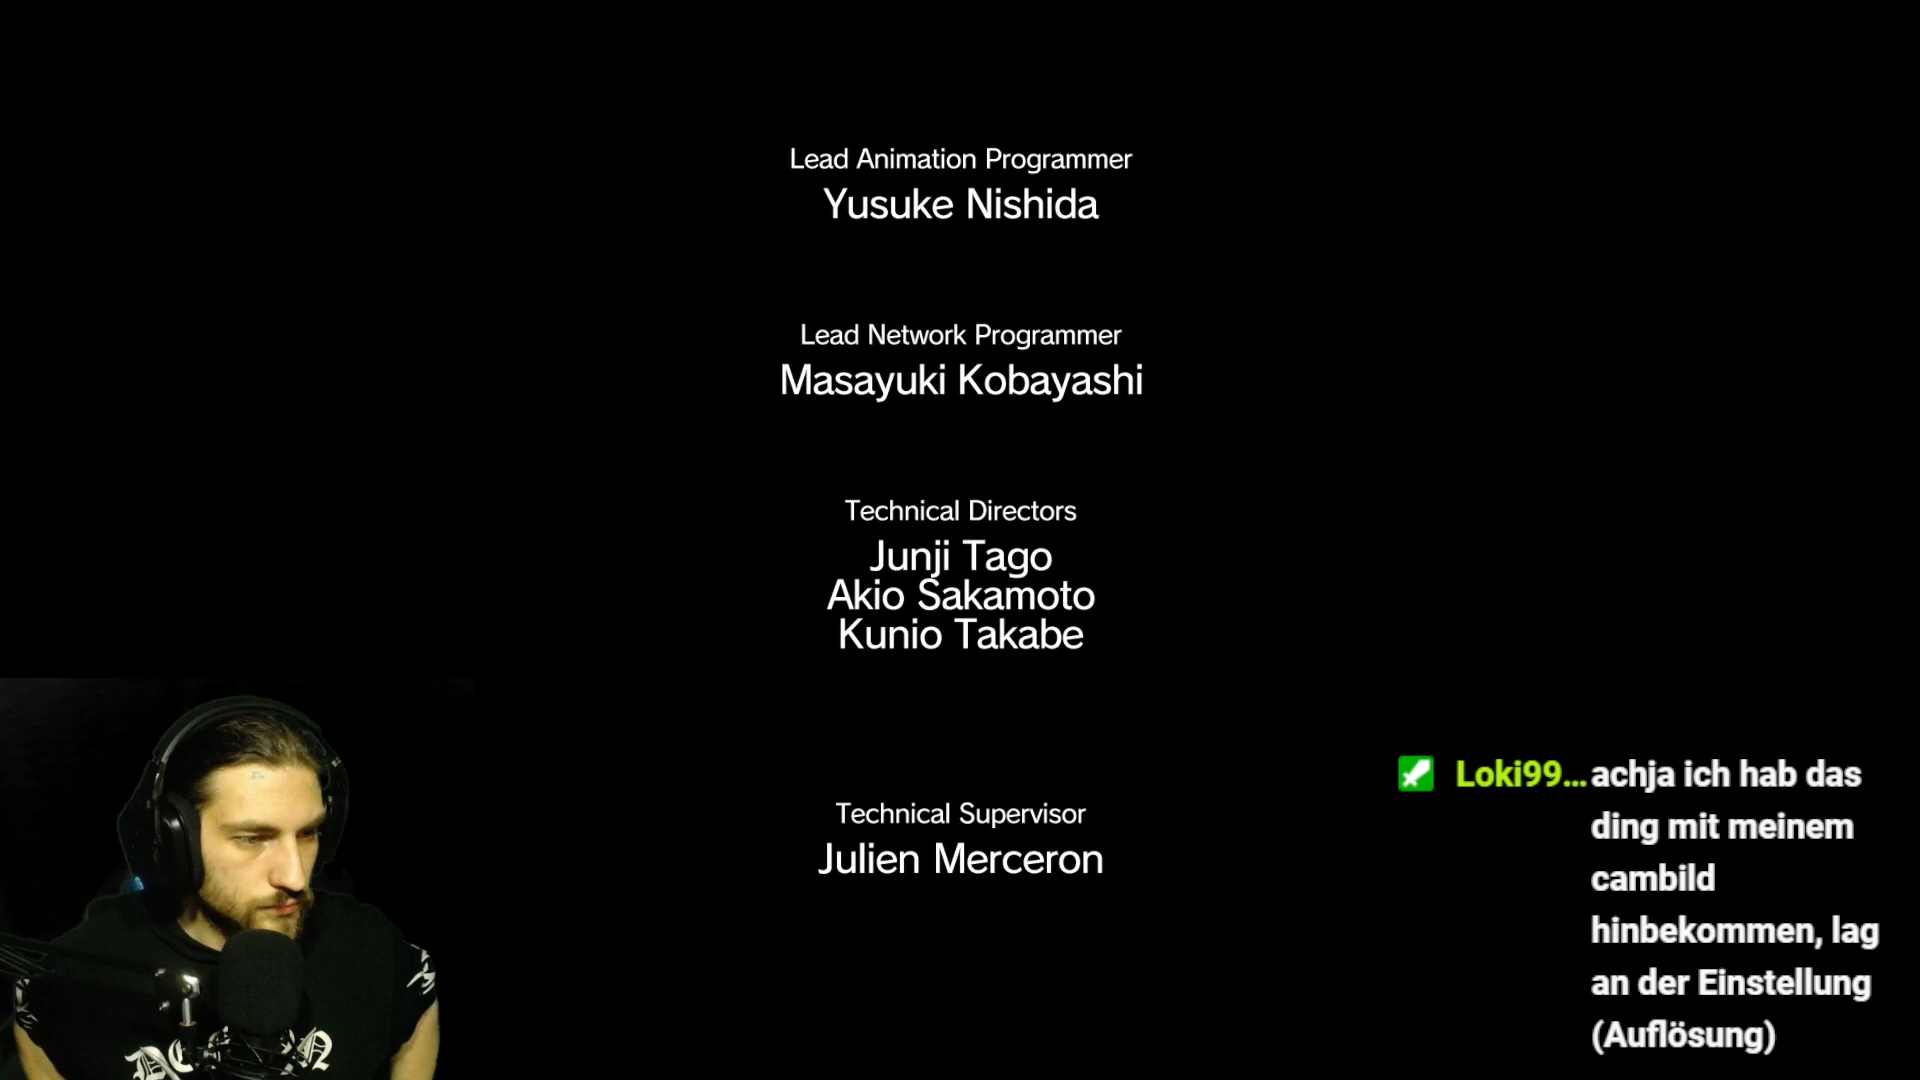 Lead Animation Programmer
Yusuke Nishida
Lead Network Programmer
Masayuki Kobayashi
Technical Directors
Junji Tago
Akio Sakamoto
Kunio Takabe
Technical Supervisor
Julien Merceron
Loki99... achja ich hab das
ding mit meinem
cambild
hinbekommen, lag
an der Einstellung
(Auflösung)